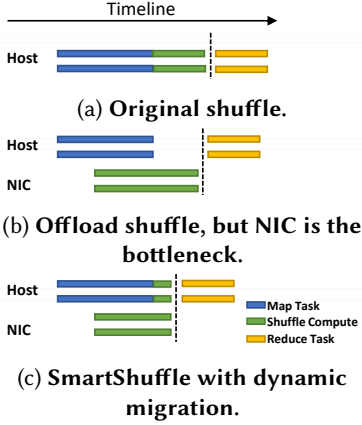 Timeline
Host
(a) Original shuffle.
Host
NIC
(b) Offload shuffle, but NIC is the
bottleneck.
Host
NIC
Map Task
Shuffle Compute
Reduce Task
(c) SmartShuffle with dynamic
migration.